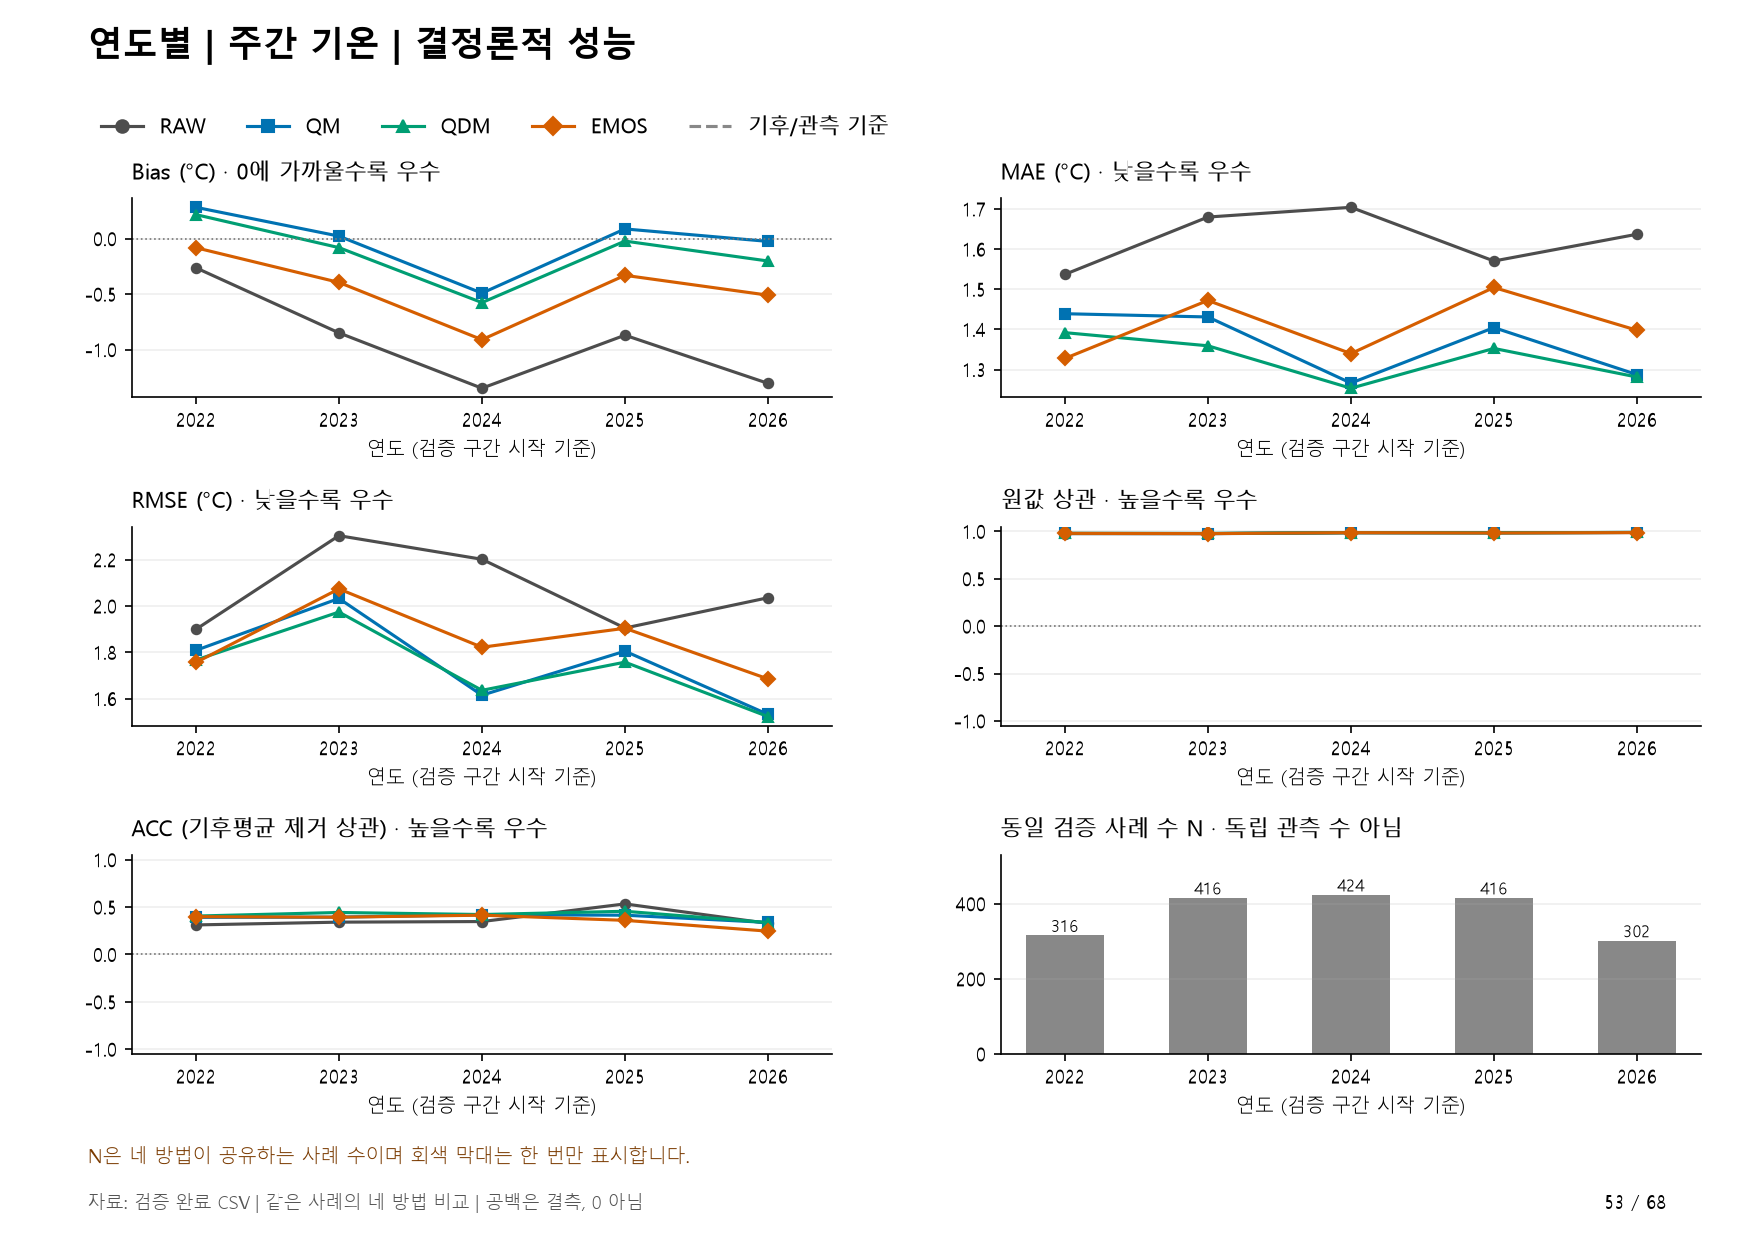 연도별 | 주간 기온 | 결정론적 성능
RAW QM QDM EMOS 기후/관측 기준
Bias (°C) · 0에 가까울수록 우수
0.0
-0.5
-1.0
2022 2023 2024 2025 2026
연도 (검증 구간 시작 기준)
MAE (°C) · 낮을수록 우수
1.7
1.6
1.5
1.4
1.3
2022 2023 2024 2025 2026
연도 (검증 구간 시작 기준)
RMSE (°C) · 낮을수록 우수
2.2
2.0
1.8
1.6
2022 2023 2024 2025 2026
연도 (검증 구간 시작 기준)
원값 상관 · 높을수록 우수
1.0
0.5
0.0
-0.5
-1.0
2022 2023 2024 2025 2026
연도 (검증 구간 시작 기준)
ACC (기후평균 제거 상관) · 높을수록 우수
1.0
0.5
0.0
-0.5
-1.0
2022 2023 2024 2025 2026
연도 (검증 구간 시작 기준)
동일 검증 사례 수 N · 독립 관측 수 아님
400
200
0
316 416 424 416 302
2022 2023 2024 2025 2026
연도 (검증 구간 시작 기준)
N은 네 방법이 공유하는 사례 수이며 회색 막대는 한 번만 표시합니다.
자료: 검증 완료 CSV | 같은 사례의 네 방법 비교 | 공백은 결측, 0 아님
53 / 68